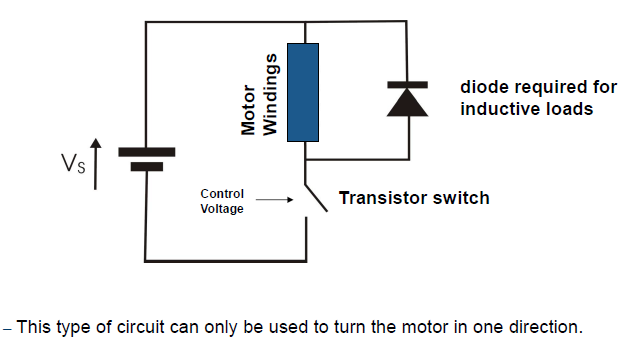 Motor
Windings
diode required for
inductive loads
Vs
Control
Voltage
Transistor switch
– This type of circuit can only be used to turn the motor in one direction.